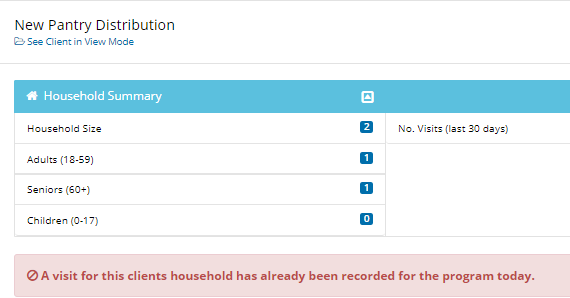 New Pantry Distribution
See Client in View Mode
Household Summary
Household Size 2 No. Visits (last 30 days)
Adults (18-59) 1
Seniors (60+) 1
Children (0-17) 0
A visit for this clients household has already been recorded for the program today.